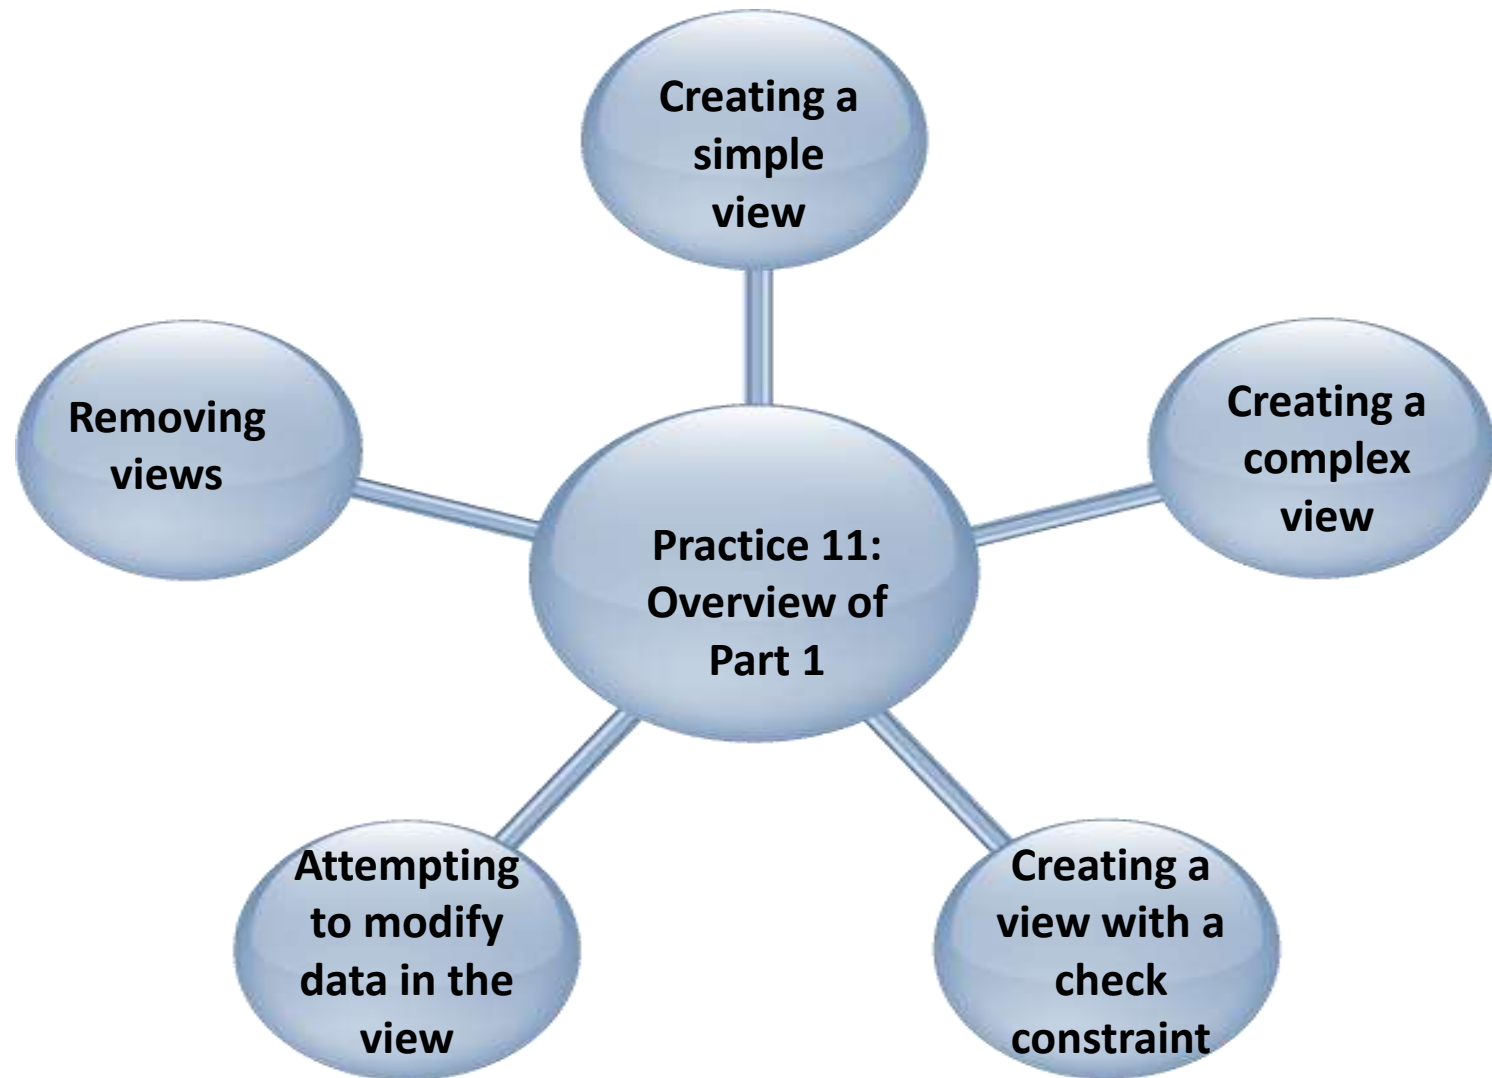 Creating a
simple
view
Creating a
complex
view
Creating a
view with a
check
constraint
Attempting
to modify
data in the
view
Removing
views
Practice 11:
Overview of
Part 1